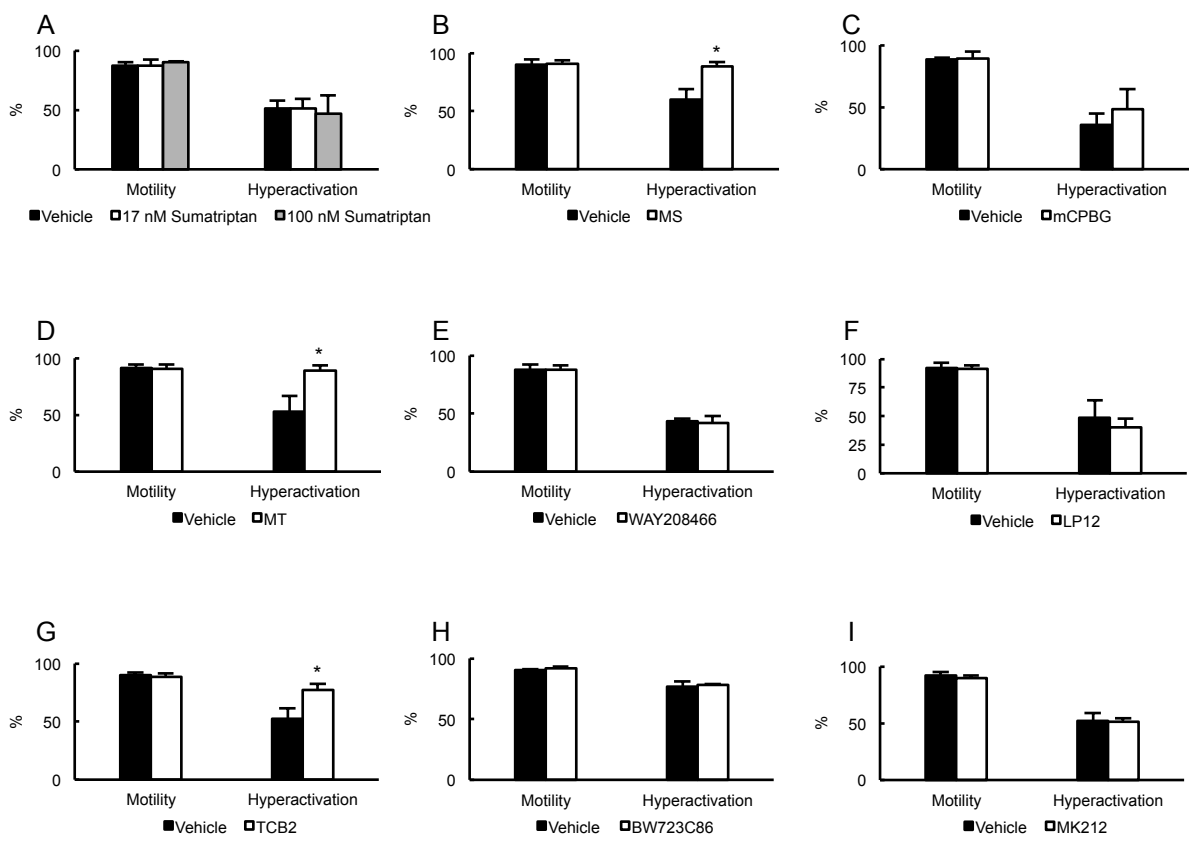 A
100
50
0
%
Motility Hyperactivation
Vehicle 17 nM Sumatriptan 100 nM Sumatriptan
B
100
50
0
%
*
Motility Hyperactivation
Vehicle MS
C
100
50
0
%
Motility Hyperactivation
Vehicle mCPBG
D
100
50
0
%
*
Motility Hyperactivation
Vehicle MT
E
100
50
0
%
Motility Hyperactivation
Vehicle WAY208466
F
100
75
50
25
0
%
Motility Hyperactivation
Vehicle LP12
G
100
50
0
%
*
Motility Hyperactivation
Vehicle TCB2
H
100
50
0
%
Motility Hyperactivation
Vehicle BW723C86
I
100
50
0
%
Motility Hyperactivation
Vehicle MK212